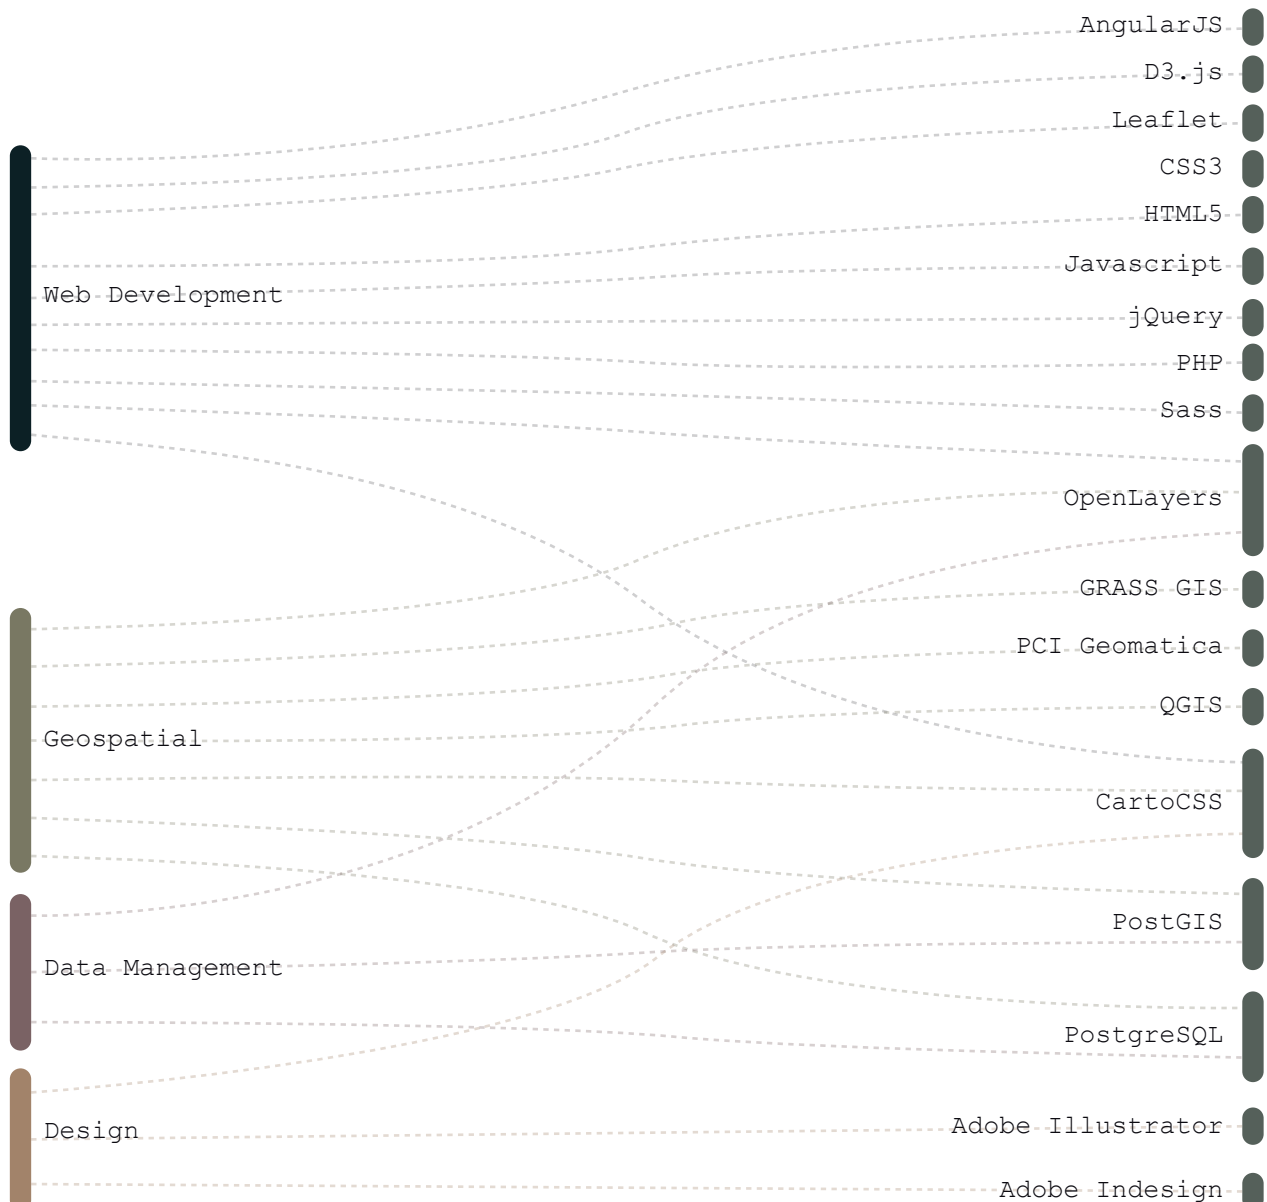 AngularJS
D3.js
Leaflet
CSS3
HTML5
Javascript
Web Development
jQuery
PHP
Sass
OpenLayers
GRASS GIS
PCI Geomatica
QGIS
Geospatial
CartoCSS
PostGIS
Data Management
PostgreSQL
Adobe Illustrator
Design
Adobe Indesign